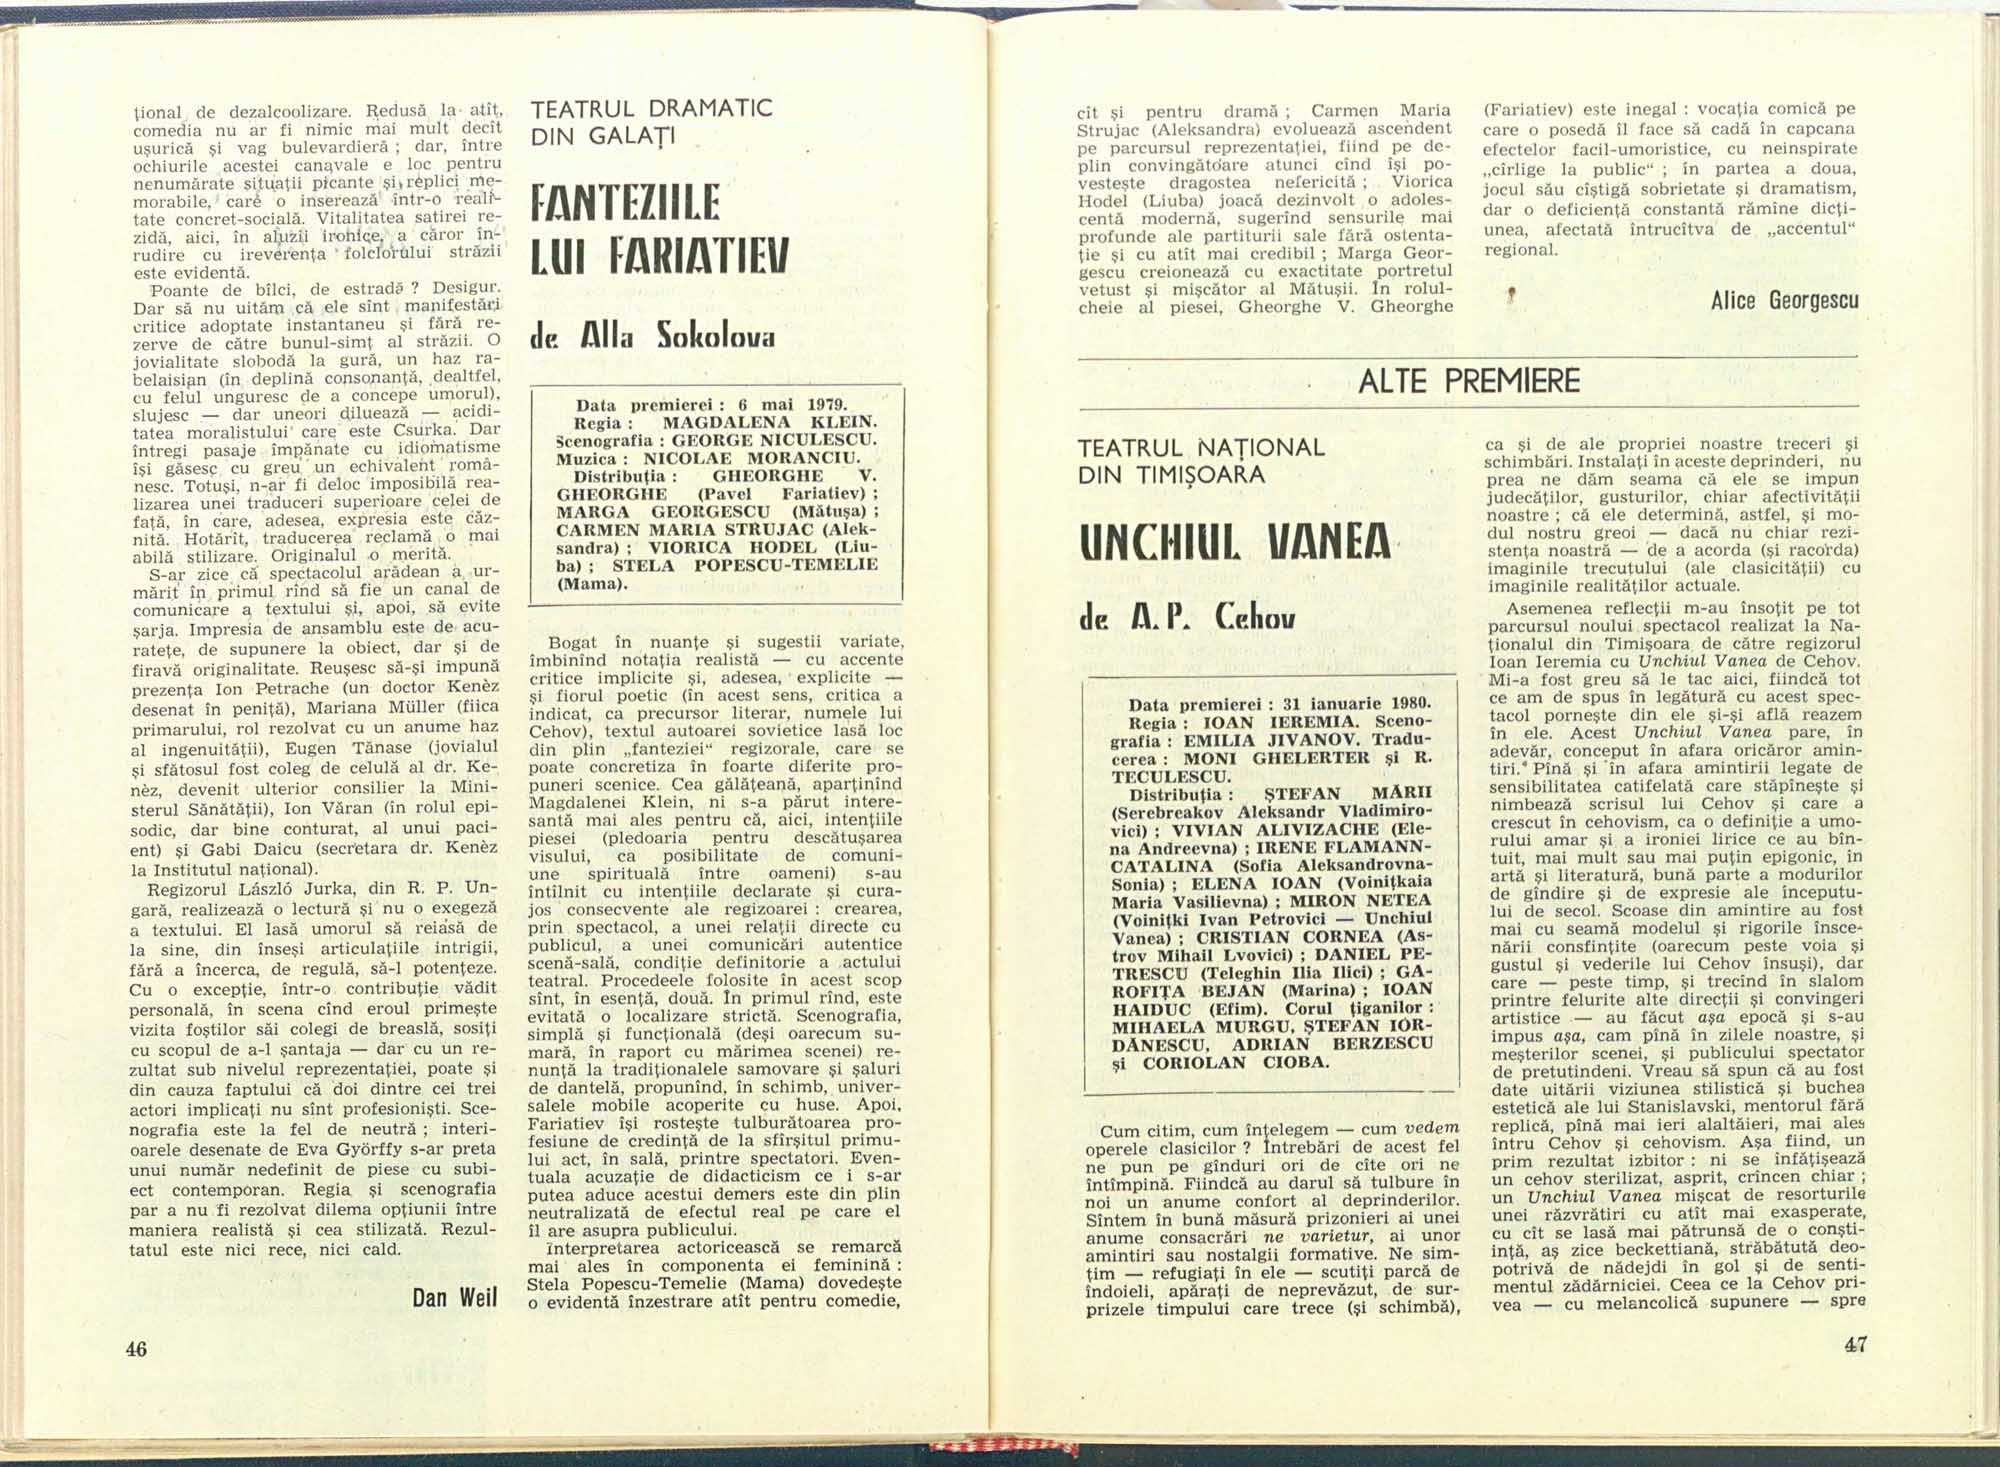 țional de dezalcoolizare. Redusă la atît,
comedia nu ar fi nimic mai mult decît
ușurică și vag bulevardieră ; dar, între
ochiurile acestei canavale e loc pentru
nenumărate situații picante și replici me-
morabile, care o inserează într-o reali-
tate concret-socială. Vitalitatea satirei re-
zidă, aici, în aluzii ironice, a căror în-
rudire cu ireverența folclorului străzii
este evidentă.
Poante de bîlci, de estradă ? Desigur.
Dar să nu uităm că ele sînt manifestări
critice adoptate instantaneu și fără re-
zerve de către bunul-simț al străzii. O
jovialitate slobodă la gură, un haz ra-
belaisian (în deplină consonanță, dealtfel,
cu felul unguresc de a concepe umorul),
slujesc — dar uneori diluează — acidi-
tatea moralistului care este Csurka. Dar
întregi pasaje împănate cu idiomatisme
își găsesc cu greu un echivalent româ-
nesc. Totuși, n-ar fi deloc imposibilă rea-
lizarea unei traduceri superioare celei de
față, în care, adesea, expresia este căz-
nită. Hotărît, traducerea reclamă o mai
abilă stilizare. Originalul o merită.
S-ar zice că spectacolul arădean a ur-
mărit în primul rînd să fie un canal de
comunicare a textului și, apoi, să evite
șarja. Impresia de ansamblu este de acu-
ratețe, de supunere la obiect, dar și de
firavă originalitate. Reușesc să-și impună
prezența Ion Petrache (un doctor Kenèz
desenat în peniță), Mariana Müller (fiica
primarului, rol rezolvat cu un anume haz
al ingenuității), Eugen Tănase (jovialul
și sfătosul fost coleg de celulă al dr. Ke-
nèz, devenit ulterior consilier la Mini-
sterul Sănătății), Ion Văran (în rolul epi-
sodic, dar bine conturat, al unui paci-
ent) și Gabi Daicu (secretara dr. Kenèz
la Institutul național).
Regizorul László Jurka, din R. P. Un-
gară, realizează o lectură și nu o exegeză
a textului. El lasă umorul să reiasă de
la sine, din înseși articulațiile intrigii,
fără a încerca, de regulă, să-l potențeze.
Cu o excepție, într-o contribuție vădit
personală, în scena cînd eroul primește
vizita foștilor săi colegi de breaslă, sosiți
cu scopul de a-l șantaja — dar cu un re-
zultat sub nivelul reprezentației, poate și
din cauza faptului că doi dintre cei trei
actori implicați nu sînt profesioniști. Sce-
nografia este la fel de neutră ; interi-
oarele desenate de Eva Györffy s-ar preta
unui număr nedefinit de piese cu subi-
ect contemporan. Regia și scenografia
par a nu fi rezolvat dilema opțiunii între
maniera realistă și cea stilizată. Rezul-
tatul este nici rece, nici cald.
Dan Weil
46
TEATRUL DRAMATIC
DIN GALAȚI
FANTEZIILE
LUI FARIATIEV
de Alla Sokolova
Data premierei : 6 mai 1979.
Regia : MAGDALENA KLEIN.
Scenografia : GEORGE NICULESCU.
Muzica : NICOLAE MORANCIU.
Distribuția : GHEORGHE V.
GHEORGHE (Pavel Fariatiev) ;
MARGA GEORGESCU (Mătușa) ;
CARMEN MARIA STRUJAC (Alek-
sandra) ; VIORICA HODEL (Liu-
ba) ; STELA POPESCU-TEMELIE
(Mama).
Bogat în nuanțe și sugestii variate,
îmbinînd notația realistă — cu accente
critice implicite și, adesea, explicite —
și fiorul poetic (în acest sens, critica a
indicat, ca precursor literar, numele lui
Cehov), textul autoarei sovietice lasă loc
din plin „fanteziei“ regizorale, care se
poate concretiza în foarte diferite pro-
puneri scenice. Cea gălățeană, aparținînd
Magdalenei Klein, ni s-a părut intere-
santă mai ales pentru că, aici, intențiile
piesei (pledoaria pentru descătușarea
visului, ca posibilitate de comuni-
une spirituală între oameni) s-au
întîlnit cu intențiile declarate și cura-
jos consecvente ale regizoarei : crearea,
prin spectacol, a unei relații directe cu
publicul, a unei comunicări autentice
scenă-sală, condiție definitorie a actului
teatral. Procedeele folosite în acest scop
sînt, în esență, două. În primul rînd, este
evitată o localizare strictă. Scenografia,
simplă și funcțională (deși oarecum su-
mară, în raport cu mărimea scenei) re-
nunță la tradiționalele samovare și șaluri
de dantelă, propunînd, în schimb, univer-
salele mobile acoperite cu huse. Apoi,
Fariatiev își rostește tulburătoarea pro-
fesiune de credință de la sfîrșitul primu-
lui act, în sală, printre spectatori. Even-
tuala acuzație de didacticism ce i s-ar
putea aduce acestui demers este din plin
neutralizată de efectul real pe care el
îl are asupra publicului.
Interpretarea actoricească se remarcă
mai ales în componenta ei feminină :
Stela Popescu-Temelie (Mama) dovedește
o evidentă înzestrare atît pentru comedie,
cît și pentru dramă ; Carmen Maria
Strujac (Aleksandra) evoluează ascendent
pe parcursul reprezentației, fiind pe de-
plin convingătoare atunci cînd își po-
vestește dragostea nefericită ; Viorica
Hodel (Liuba) joacă dezinvolt o adoles-
centă modernă, sugerînd sensurile mai
profunde ale partiturii sale fără ostenta-
ție și cu atît mai credibil ; Marga Geor-
gescu creionează cu exactitate portretul
vetust și mișcător al Mătușii. În rolul-
cheie al piesei, Gheorghe V. Gheorghe
(Fariatiev) este inegal : vocația comică pe
care o posedă îl face să cadă în capcana
efectelor facil-umoristice, cu neinspirate
„cîrlige la public“ ; în partea a doua,
jocul său cîștigă sobrietate și dramatism,
dar o deficiență constantă rămîne dicți-
unea, afectată întrucîtva de „accentul“
regional.
Alice Georgescu
ALTE PREMIERE
TEATRUL NAȚIONAL
DIN TIMIȘOARA
UNCHIUL VANEA
de A. P. Cehov
Data premierei : 31 ianuarie 1980.
Regia : IOAN IEREMIA. Sceno-
grafia : EMILIA JIVANOV. Tradu-
cerea : MONI GHELERTER și R.
TECULESCU.
Distribuția : ȘTEFAN MĂRII
(Serebreakov Aleksandr Vladimiro-
vici) ; VIVIAN ALIVIZACHE (Ele-
na Andreevna) ; IRENE FLAMANN-
CATALINA (Sofia Aleksandrovna-
Sonia) ; ELENA IOAN (Voinițkaia
Maria Vasilievna) ; MIRON NETEA
(Voinițki Ivan Petrovici — Unchiul
Vanea) ; CRISTIAN CORNEA (As-
trov Mihail Lvovici) ; DANIEL PE-
TRESCU (Teleghin Ilia Ilici) ; GA-
ROFIȚA BEJAN (Marina) ; IOAN
HAIDUC (Efim). Corul țiganilor :
MIHAELA MURGU, ȘTEFAN IOR-
DĂNESCU, ADRIAN BERZESCU
și CORIOLAN CIOBA.
Cum citim, cum înțelegem — cum vedem
operele clasicilor ? Întrebări de acest fel
ne pun pe gînduri ori de cîte ori ne
întîmpină. Fiindcă au darul să tulbure în
noi un anume confort al deprinderilor.
Sîntem în bună măsură prizonieri ai unei
anume consacrări ne varietur, ai unor
amintiri sau nostalgii formative. Ne sim-
țim — refugiați în ele — scutiți parcă de
îndoieli, apărați de neprevăzut, de sur-
prizele timpului care trece (și schimbă),
ca și de ale propriei noastre treceri și
schimbări. Instalați în aceste deprinderi, nu
prea ne dăm seama că ele se impun
judecăților, gusturilor, chiar afectivității
noastre ; că ele determină, astfel, și mo-
dul nostru greoi — dacă nu chiar rezi-
stența noastră — de a acorda (și racorda)
imaginile trecutului (ale clasicității) cu
imaginile realităților actuale.
Asemenea reflecții m-au însoțit pe tot
parcursul noului spectacol realizat la Na-
ționalul din Timișoara de către regizorul
Ioan Ieremia cu Unchiul Vanea de Cehov.
Mi-a fost greu să le tac aici, fiindcă tot
ce am de spus în legătură cu acest spec-
tacol pornește din ele și-și află reazem
în ele. Acest Unchiul Vanea pare, în
adevăr, conceput în afara oricăror amin-
tiri. Pînă și în afara amintirii legate de
sensibilitatea catifelată care stăpînește și
nimbează scrisul lui Cehov și care a
crescut în cehovism, ca o definiție a umo-
rului amar și a ironiei lirice ce au bîn-
tuit, mai mult sau mai puțin epigonic, în
artă și literatură, bună parte a modurilor
de gîndire și de expresie ale începutu-
lui de secol. Scoase din amintire au fost
mai cu seamă modelul și rigorile însce-
nării consfințite (oarecum peste voia și
gustul și vederile lui Cehov însuși), dar
care — peste timp, și trecînd în slalom
printre felurite alte direcții și convingeri
artistice — au făcut așa epocă și s-au
impus așa, cam pînă în zilele noastre, și
meșterilor scenei, și publicului spectator
de pretutindeni. Vreau să spun că au fost
date uitării viziunea stilistică și buchea
estetică ale lui Stanislavski, mentorul fără
replică, pînă mai ieri alaltăieri, mai ales
întru Cehov și cehovism. Așa fiind, un
prim rezultat izbitor : ni se înfățișează
un cehov sterilizat, asprit, crîncen chiar ;
un Unchiul Vanea mișcat de resorturile
unei răzvrătiri cu atît mai exasperate,
cu cît se lasă mai pătrunsă de o conști-
ință, aș zice beckettiană, străbătută deo-
potrivă de nădejdi în gol și de senti-
mentul zădărniciei. Ceea ce la Cehov pri-
vea — cu melancolică supunere — spre
47